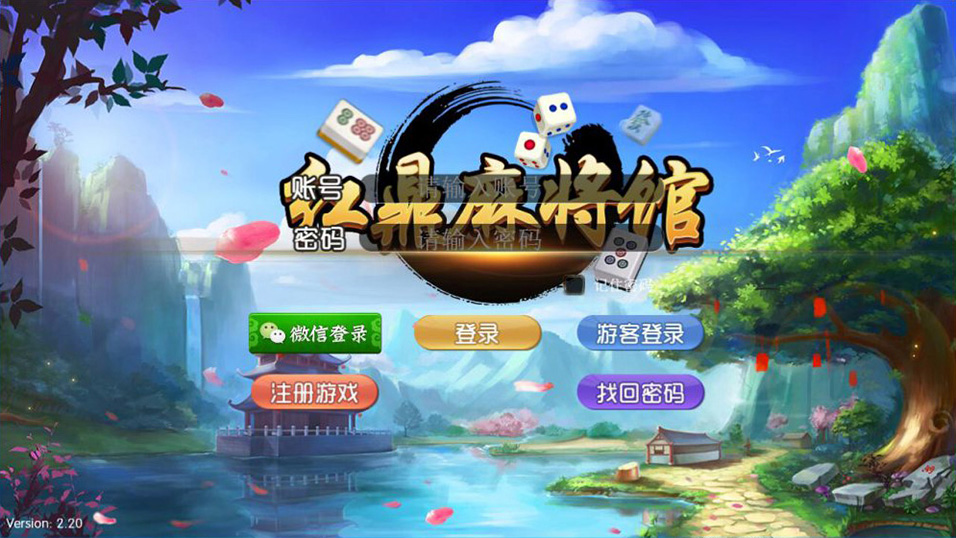 红鼎麻将馆
账号 请输入账号
密码 请输入密码
记住密码
微信登录 登录 游客登录
注册游戏 找回密码
Version: 2.20